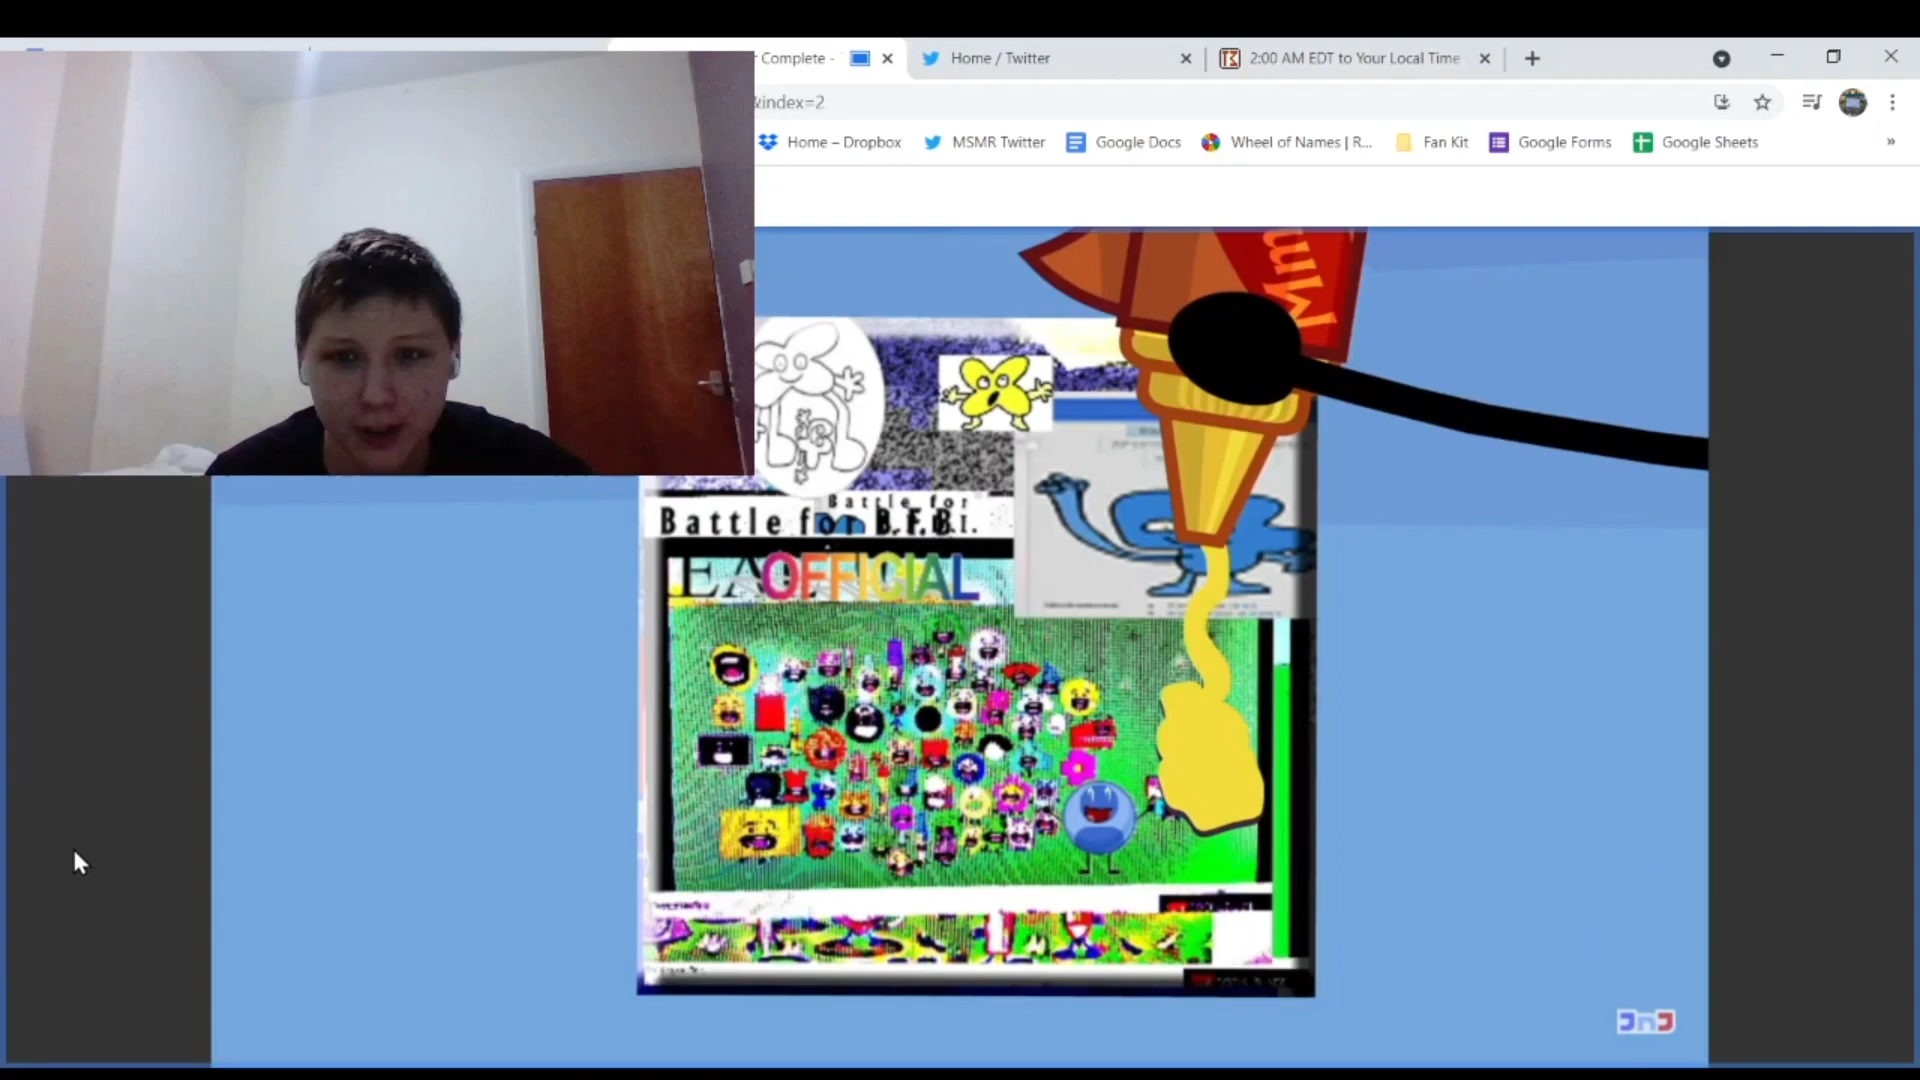 Complete -
Home / Twitter
2:00 AM EDT to Your Local Time
&index=2
Home – Dropbox
MSMR Twitter
Google Docs
Wheel of Names | R...
Fan Kit
Google Forms
Google Sheets
»
Battle for
Battle for B.F.B.I.
OFFICIAL